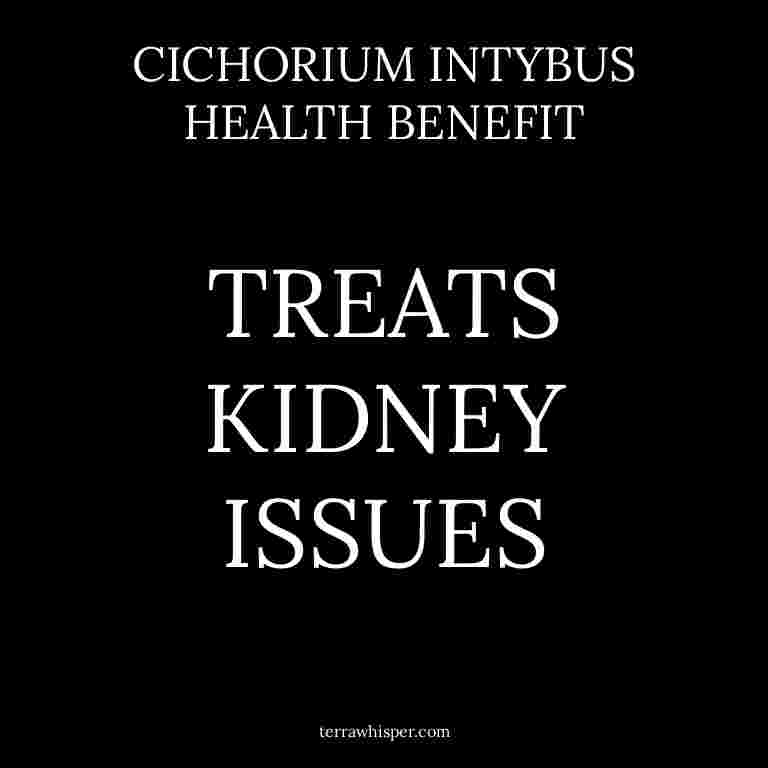 CICHORIUM INTYBUS
HEALTH BENEFIT
TREATS
KIDNEY
ISSUES
terrawhisper.com